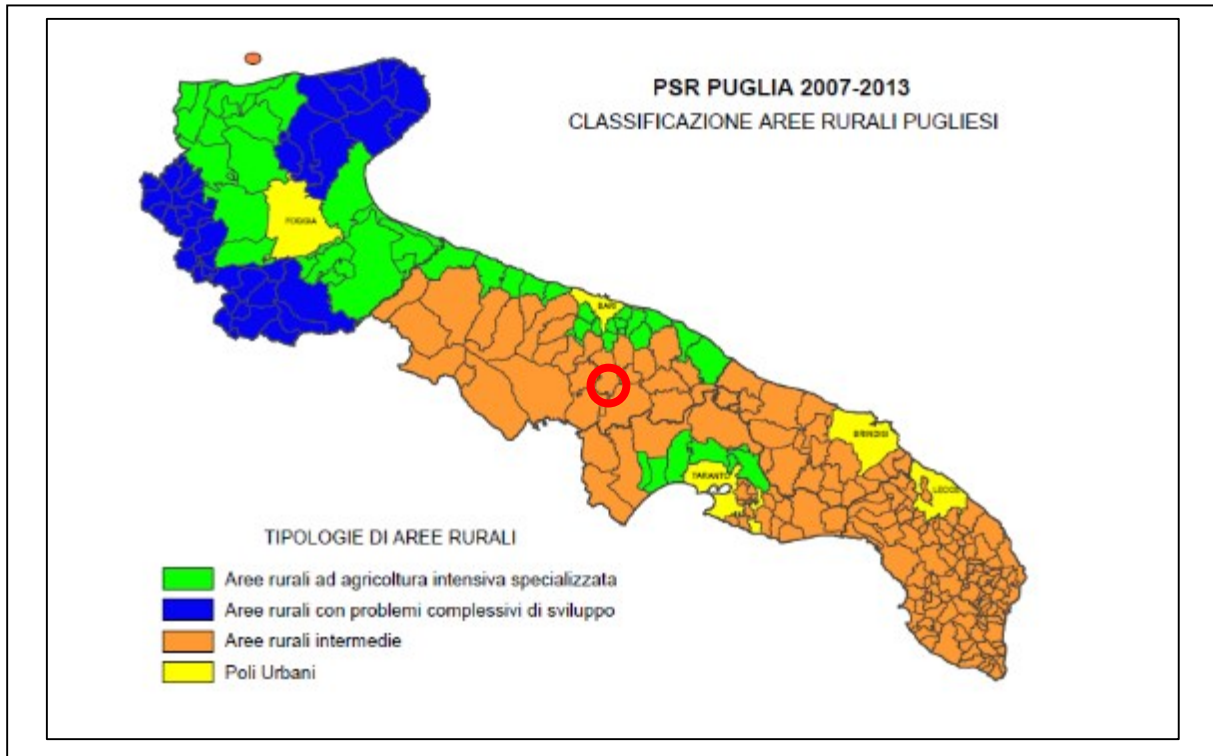 PSR PUGLIA 2007-2013
CLASSIFICAZIONE AREE RURALI PUGLIESI
FOGGIA
BARI
BRINDISI
TARANTO
LECCE
TIPOLOGIE DI AREE RURALI
Aree rurali ad agricoltura intensiva specializzata
Aree rurali con problemi complessivi di sviluppo
Aree rurali intermedie
Poli Urbani